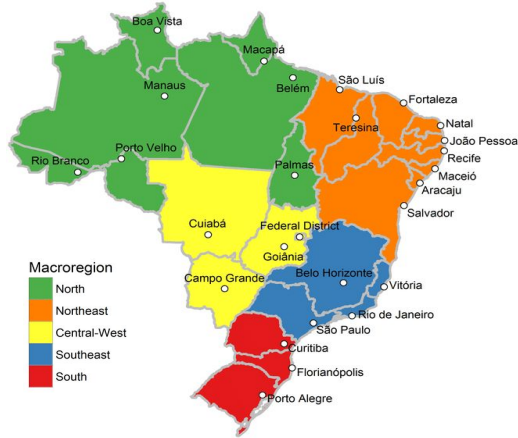 Boa Vista
Macapá
Belém
São Luís
Manaus
Fortaleza
Teresina
Natal
João Pessoa
Recife
Maceió
Aracaju
Salvador
Porto Velho
Rio Branco
Palmas
Cuiabá
Federal District
Goiânia
Campo Grande
Belo Horizonte
Vitória
Rio de Janeiro
São Paulo
Curitiba
Florianópolis
Porto Alegre
Macroregion
North
Northeast
Central-West
Southeast
South